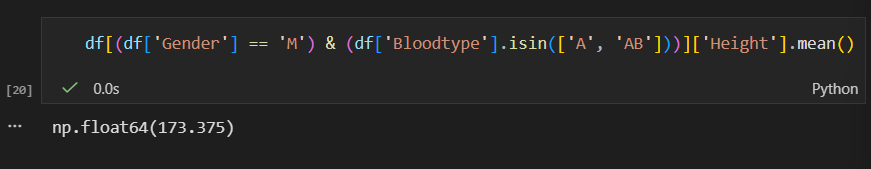 df[(df['Gender'] == 'M') & (df['Bloodtype'].isin(['A', 'AB']))]['Height'].mean()
[20] 0.0s Python
... np.float64(173.375)